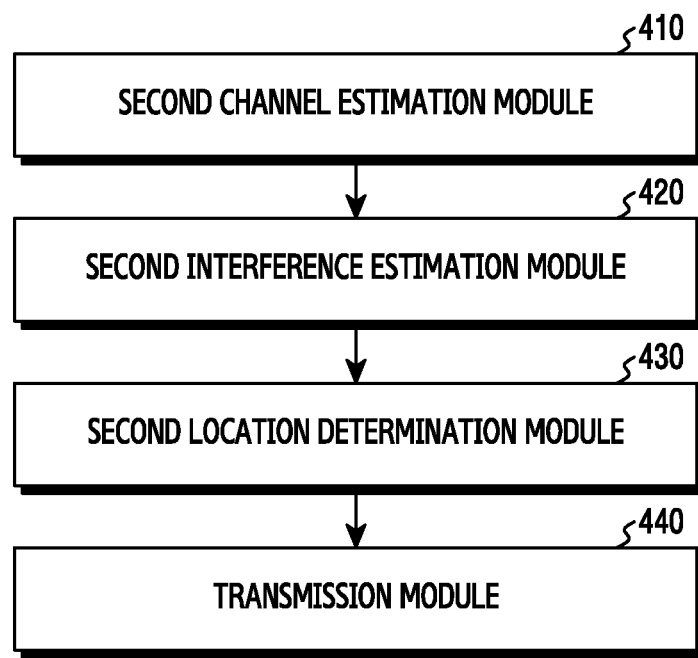 410
SECOND CHANNEL ESTIMATION MODULE
420
SECOND INTERFERENCE ESTIMATION MODULE
430
SECOND LOCATION DETERMINATION MODULE
440
TRANSMISSION MODULE